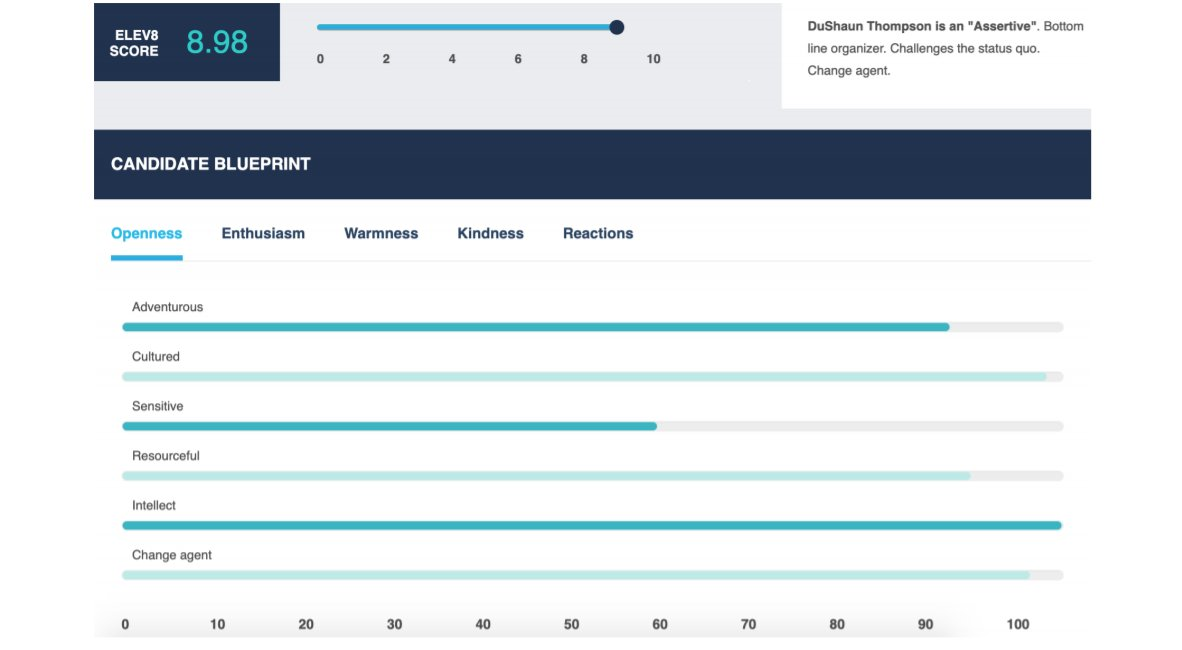 ELEV8
SCORE
8.98
0 2 4 6 8 10
DuShaun Thompson is an "Assertive". Bottom
line organizer. Challenges the status quo.
Change agent.
CANDIDATE BLUEPRINT
Openness Enthusiasm Warmness Kindness Reactions
Adventurous
Cultured
Sensitive
Resourceful
Intellect
Change agent
0 10 20 30 40 50 60 70 80 90 100